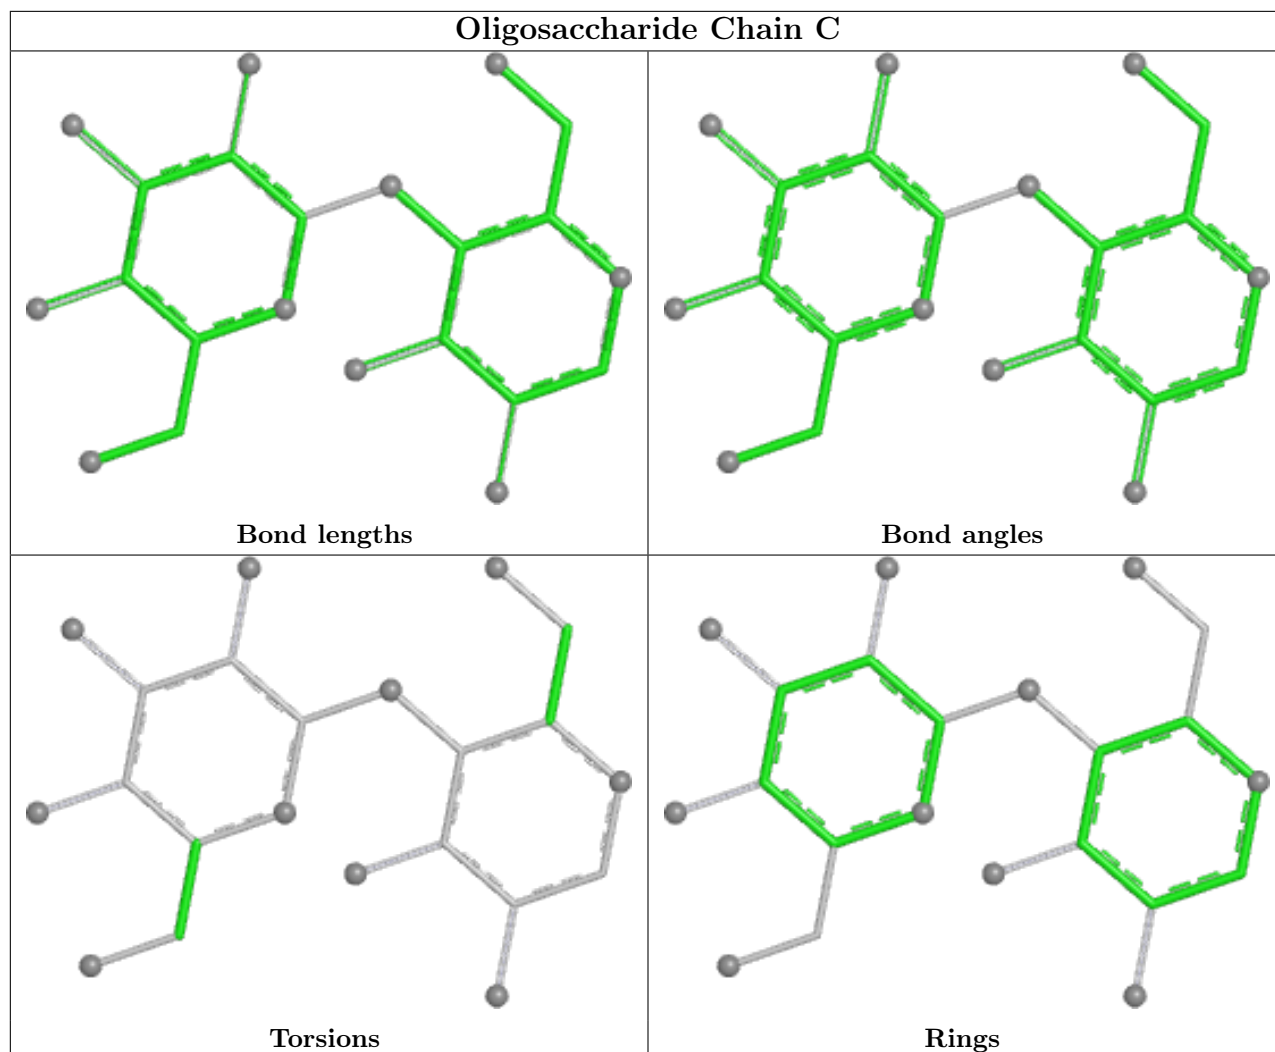 Oligosaccharide Chain C
Bond lengths
Bond angles
Torsions
Rings